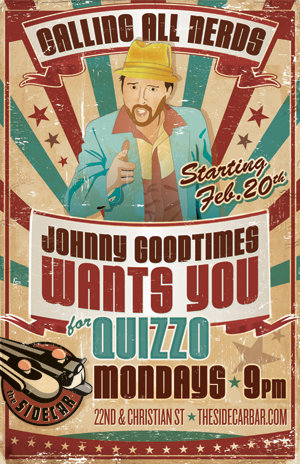 CALLING ALL NERDS
Starting
Feb. 20th
JOHNNY GOODTIMES
WANTS YOU
for QUIZZO
MONDAYS ★ 9PM
the SIDECAR
22ND & CHRISTIAN ST ★ THESIDECARBAR.COM